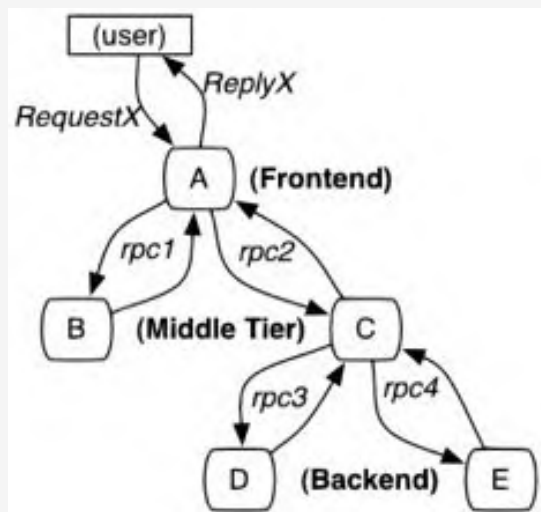 (user)
ReplyX
RequestX
A
(Frontend)
rpc1
rpc2
B
(Middle Tier)
C
rpc3
rpc4
D
(Backend)
E